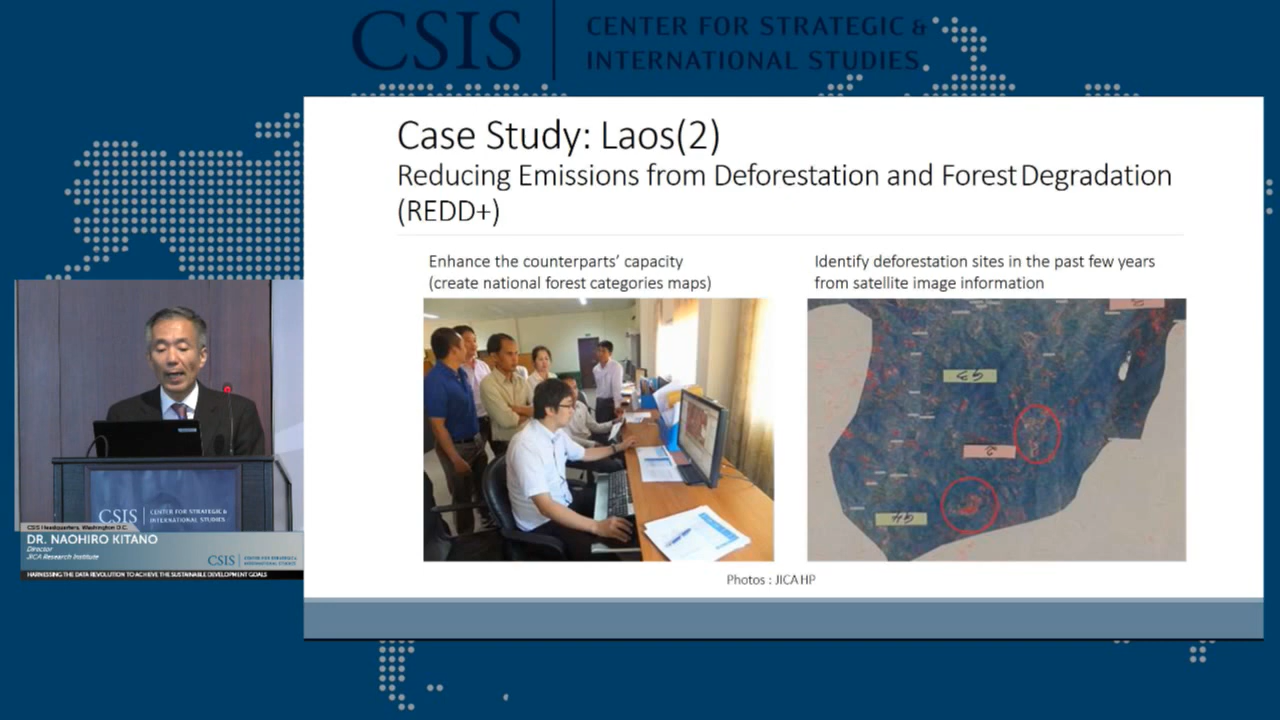 CSIS
CENTER FOR STRATEGIC &
INTERNATIONAL STUDIES
Case Study: Laos(2)
Reducing Emissions from Deforestation and Forest Degradation
(REDD+)
Enhance the counterparts’ capacity
(create national forest categories maps)
Identify deforestation sites in the past few years
from satellite image information
Photos : JICA HP
CSIS
CENTER FOR STRATEGIC &
INTERNATIONAL STUDIES
CSIS Headquarters, Washington D.C.
DR. NAOHIRO KITANO
Director
JICA Research Institute
CSIS
CENTER FOR STRATEGIC &
INTERNATIONAL STUDIES
HARNESSING THE DATA REVOLUTION TO ACHIEVE THE SUSTAINABLE DEVELOPMENT GOALS